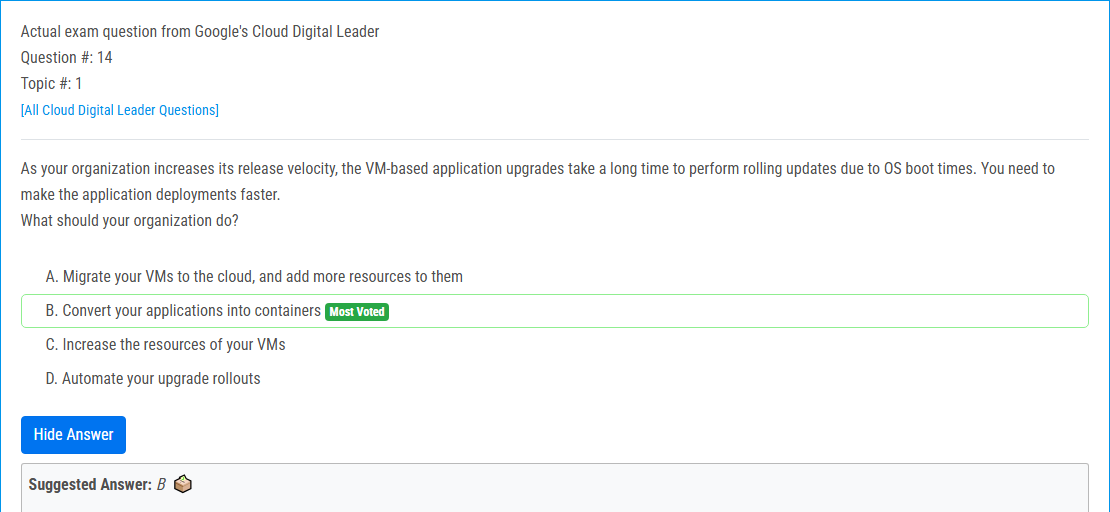 Actual exam question from Google's Cloud Digital Leader
Question #: 14
Topic #: 1
[All Cloud Digital Leader Questions]
As your organization increases its release velocity, the VM-based application upgrades take a long time to perform rolling updates due to OS boot times. You need to
make the application deployments faster.
What should your organization do?
A. Migrate your VMs to the cloud, and add more resources to them
B. Convert your applications into containers Most Voted
C. Increase the resources of your VMs
D. Automate your upgrade rollouts
Hide Answer
Suggested Answer: B